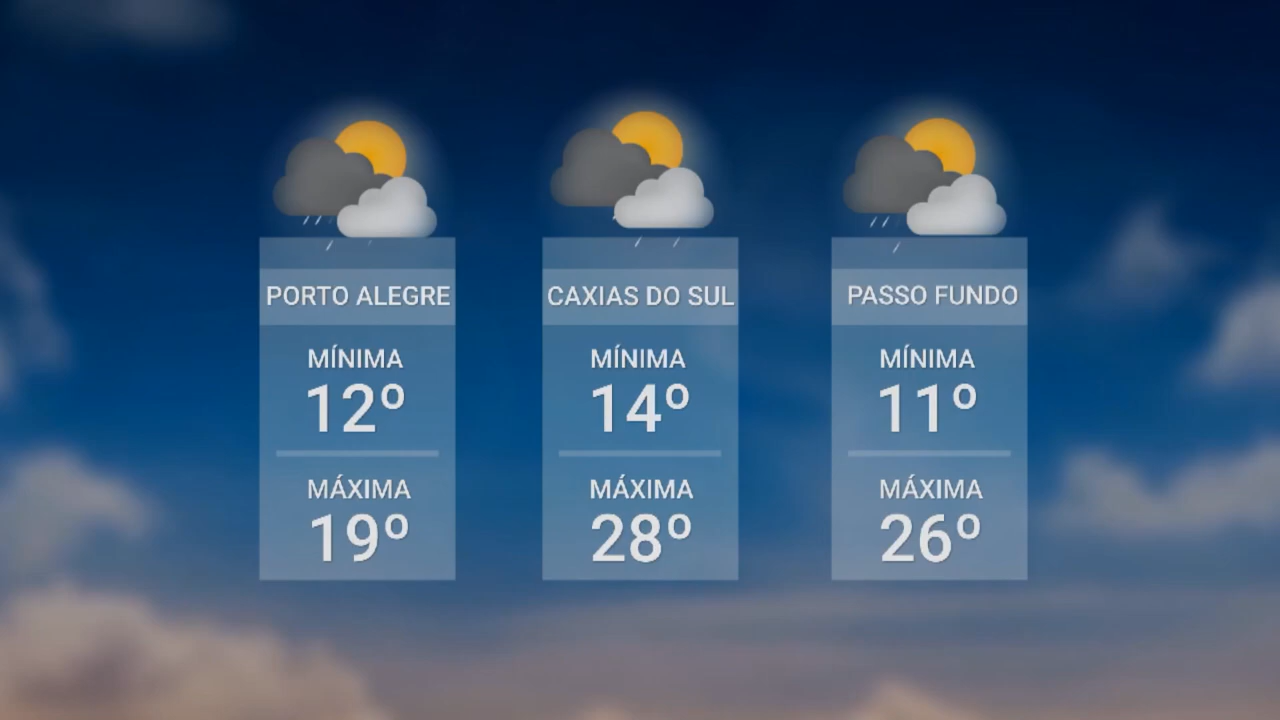 PORTO ALEGRE
MÍNIMA
12º
MÁXIMA
19º
CAXIAS DO SUL
MÍNIMA
14º
MÁXIMA
28º
PASSO FUNDO
MÍNIMA
11º
MÁXIMA
26º